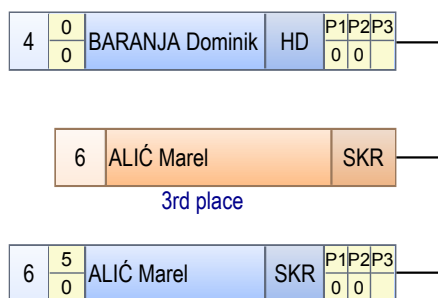 4 0 BARANJA Dominik HD P1 P2 P3
0 0 0
6 ALIĆ Marel SKR
3rd place
6 5 ALIĆ Marel SKR P1 P2 P3
0 0 0